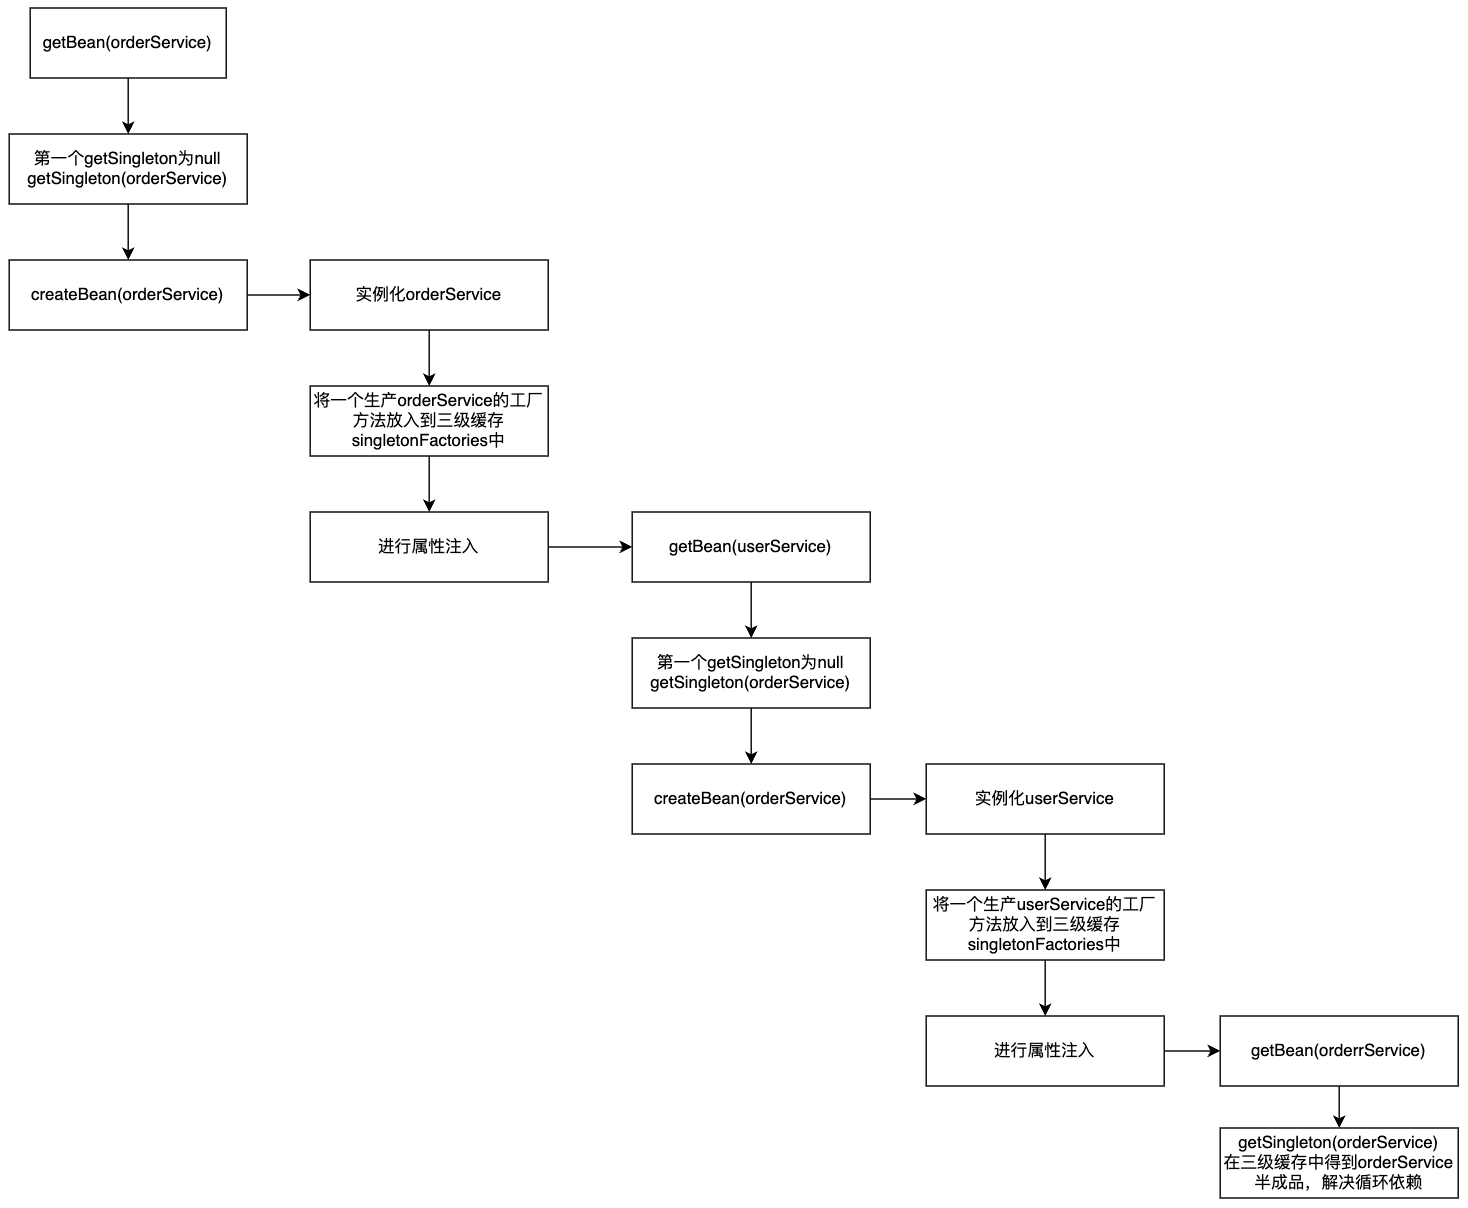 getBean(orderService)
第一个getSingleton为null
getSingleton(orderService)
createBean(orderService)
实例化orderService
将一个生产orderService的工厂
方法放入到三级缓存
singletonFactories中
进行属性注入
getBean(userService)
第一个getSingleton为null
getSingleton(orderService)
createBean(orderService)
实例化userService
将一个生产userService的工厂
方法放入到三级缓存
singletonFactories中
进行属性注入
getBean(orderrService)
getSingleton(orderService)
在三级缓存中得到orderService
半成品，解决循环依赖